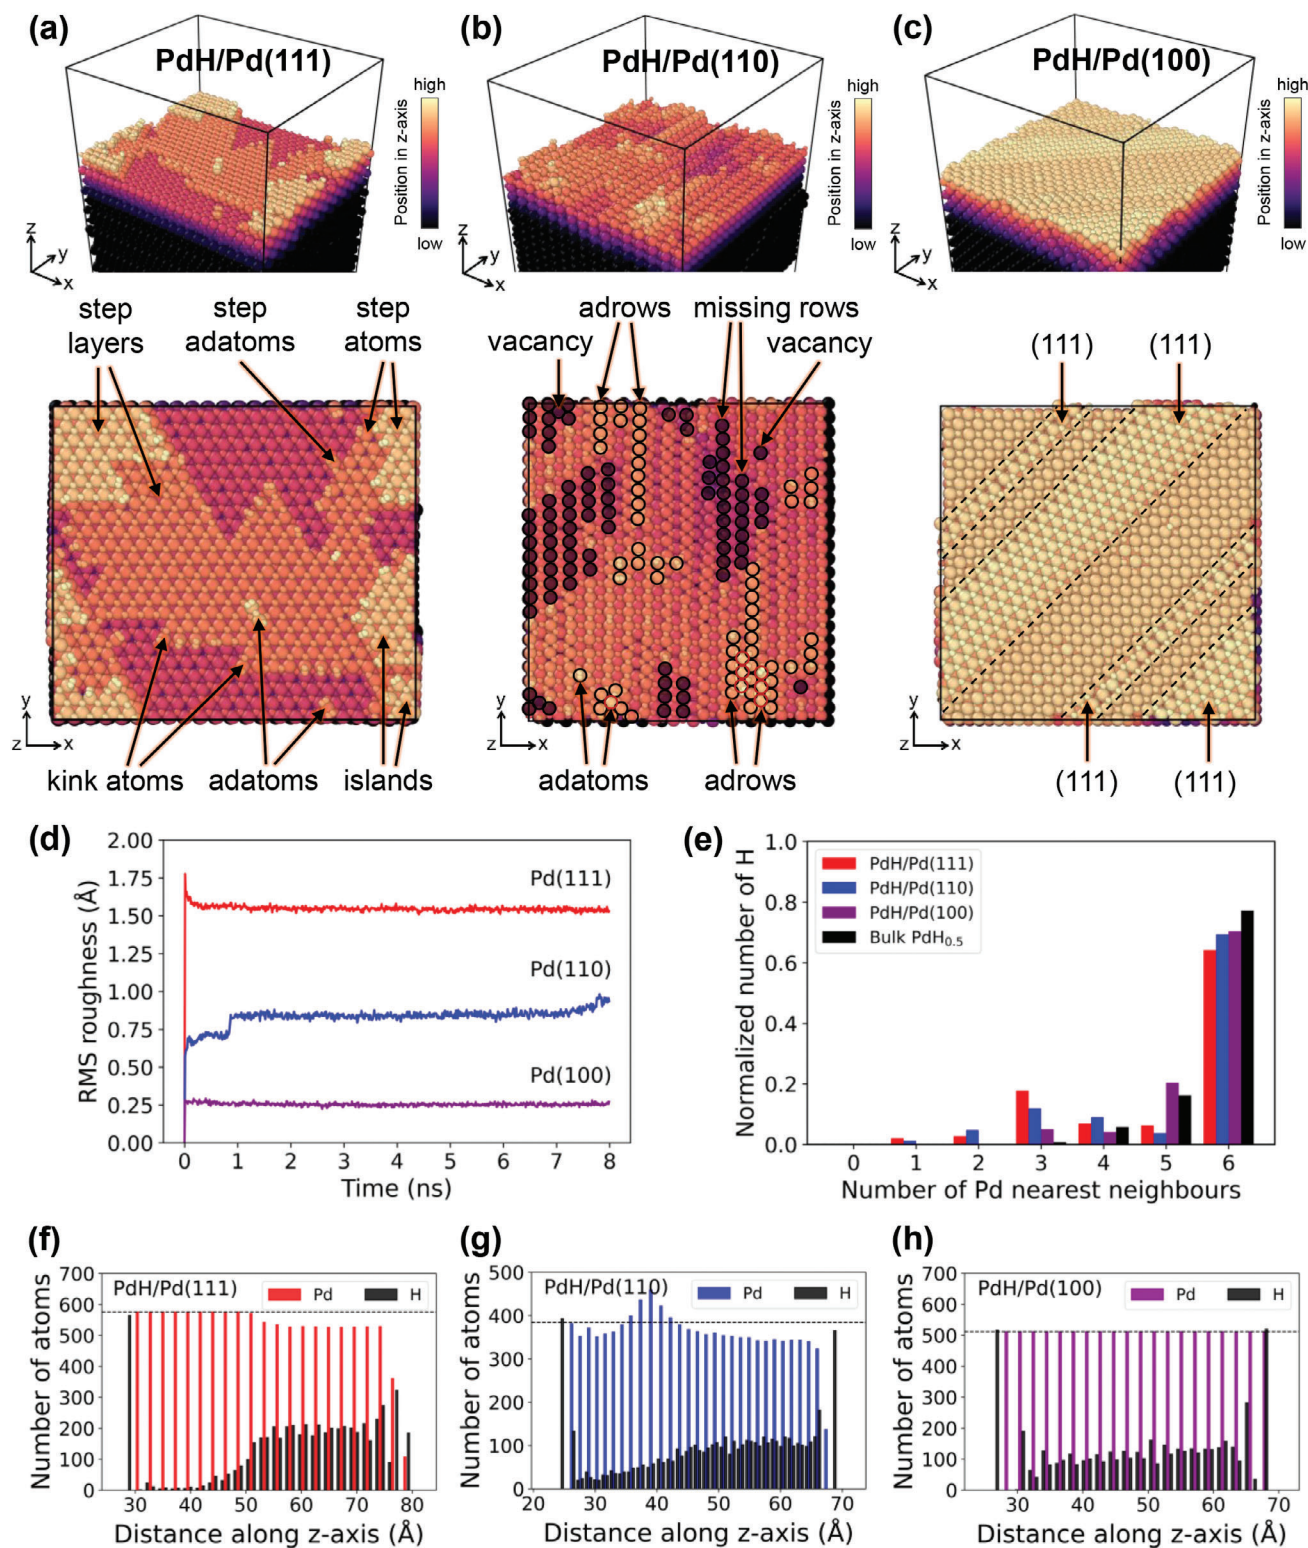 (a)
PdH/Pd(111)
high
Position in z-axis
low
z
y
x
(b)
PdH/Pd(110)
high
Position in z-axis
low
z
y
x
(c)
PdH/Pd(100)
high
Position in z-axis
low
z
y
x
step layers
step adatoms
step atoms
kink atoms
adatoms
islands
y
z
x
vacancy
adrows
missing rows
vacancy
adatoms
adrows
y
z
x
(111)
(111)
(111)
(111)
y
z
x
(d)
RMS roughness (Å)
2.00
1.75
1.50
1.25
1.00
0.75
0.50
0.25
0.00
Pd(111)
Pd(110)
Pd(100)
0 1 2 3 4 5 6 7 8
Time (ns)
(e)
Normalized number of H
1.0
0.8
0.6
0.4
0.2
0.0
PdH/Pd(111)
PdH/Pd(110)
PdH/Pd(100)
Bulk PdH0.5
0 1 2 3 4 5 6
Number of Pd nearest neighbours
(f)
Number of atoms
700
600
500
400
300
200
100
0
PdH/Pd(111)
Pd H
30 40 50 60 70 80
Distance along z-axis (Å)
(g)
Number of atoms
500
400
300
200
100
0
PdH/Pd(110)
Pd H
20 30 40 50 60 70
Distance along z-axis (Å)
(h)
Number of atoms
700
600
500
400
300
200
100
0
PdH/Pd(100)
Pd H
30 40 50 60 70
Distance along z-axis (Å)